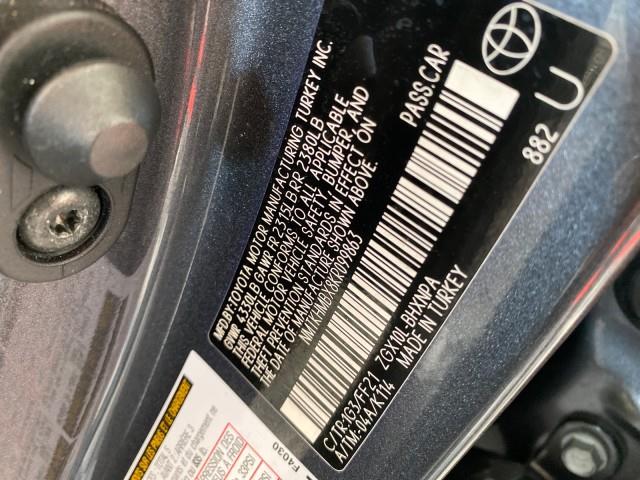 MFD BY TOYOTA MOTOR MANUFACTURING TURKEY INC.
GVWR 4330LB GAWR FR 2315LB RR 2380LB
THIS VEHICLE CONFORMS TO ALL APPLICABLE
FEDERAL MOTOR VEHICLE SAFETY, BUMPER, AND
THEFT PREVENTION STANDARDS IN EFFECT ON
THE DATE OF MANUFACTURE SHOWN ABOVE.
PASS.CAR
C/TR:1G3/FF21 ZGX10L-BHXNPA
A/TM:-04A/K114 MADE IN TURKEY
882 U
F4030